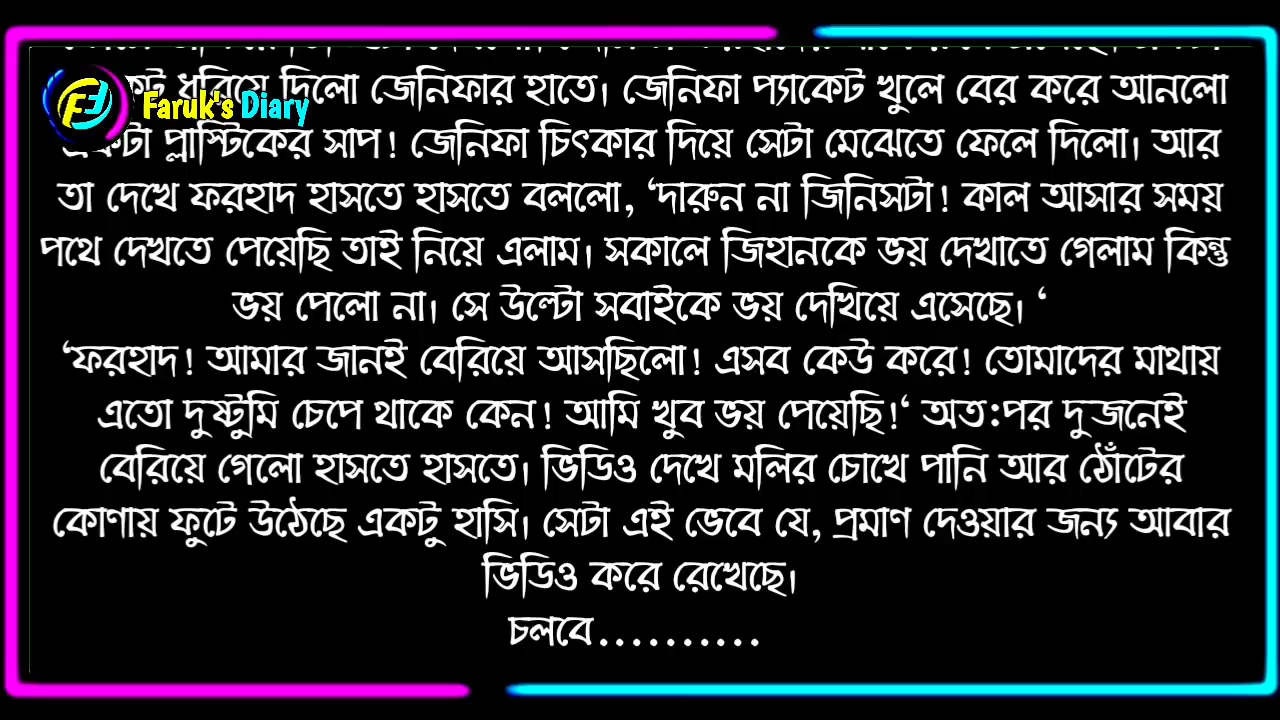 Faruk's Diary
ধরিয়ে দিলো জেনিফার হাতে। জেনিফা প্যাকেট খুলে বের করে আনলো
একটা প্লাস্টিকের সাপ! জেনিফা চিৎকার দিয়ে সেটা মেঝেতে ফেলে দিলো। আর
তা দেখে ফরহাদ হাসতে হাসতে বললো, ‘দারুন না জিনিসটা! কাল আসার সময়
পথে দেখতে পেয়েছি তাই নিয়ে এলাম। সকালে জিহানকে ভয় দেখাতে গেলাম কিন্তু
ভয় পেলো না। সে উল্টো সবাইকে ভয় দেখিয়ে এসেছে। ‘
‘ফরহাদ! আমার জানই বেরিয়ে আসছিলো! এসব কেউ করে! তোমাদের মাথায়
এতো দুষ্টুমি চেপে থাকে কেন! আমি খুব ভয় পেয়েছি!‘ অত:পর দুজনেই
বেরিয়ে গেলো হাসতে হাসতে। ভিডিও দেখে মলির চোখে পানি আর ঠোঁটের
কোণায় ফুটে উঠেছে একটু হাসি। সেটা এই ভেবে যে, প্রমাণ দেওয়ার জন্য আবার
ভিডিও করে রেখেছে।
চলবে..........